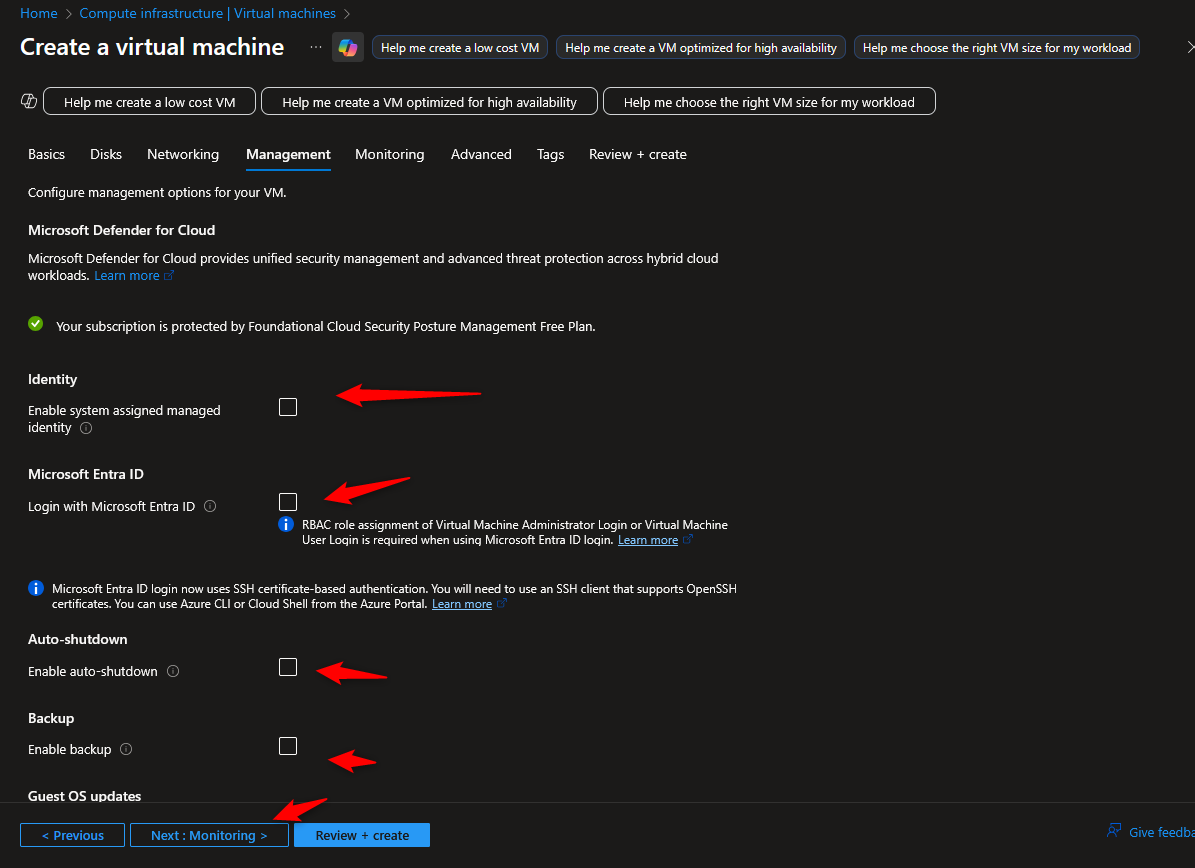 Home > Compute infrastructure | Virtual machines >
Create a virtual machine ... Help me create a low cost VM Help me create a VM optimized for high availability Help me choose the right VM size for my workload
Help me create a low cost VM Help me create a VM optimized for high availability Help me choose the right VM size for my workload
Basics Disks Networking Management Monitoring Advanced Tags Review + create
Configure management options for your VM.
Microsoft Defender for Cloud
Microsoft Defender for Cloud provides unified security management and advanced threat protection across hybrid cloud
workloads. Learn more
Your subscription is protected by Foundational Cloud Security Posture Management Free Plan.
Identity
Enable system assigned managed
identity
Microsoft Entra ID
Login with Microsoft Entra ID
RBAC role assignment of Virtual Machine Administrator Login or Virtual Machine
User Login is required when using Microsoft Entra ID login. Learn more
Microsoft Entra ID login now uses SSH certificate-based authentication. You will need to use an SSH client that supports OpenSSH
certificates. You can use Azure CLI or Cloud Shell from the Azure Portal. Learn more
Auto-shutdown
Enable auto-shutdown
Backup
Enable backup
Guest OS updates
< Previous Next : Monitoring > Review + create Give feedba